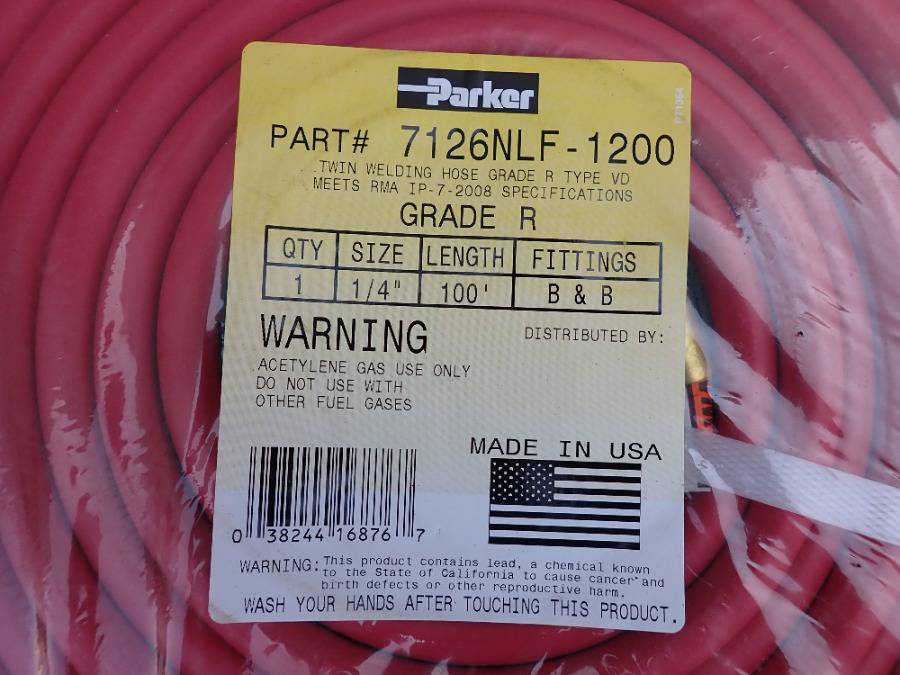 Parker
PART# 7126NLF-1200
TWIN WELDING HOSE GRADE R TYPE VD
MEETS RMA IP-7-2008 SPECIFICATIONS
GRADE R
QTY SIZE LENGTH FITTINGS
1 1/4" 100' B & B
WARNING
DISTRIBUTED BY:
ACETYLENE GAS USE ONLY
DO NOT USE WITH
OTHER FUEL GASES
MADE IN USA
0 38244 16876 7
WARNING: This product contains lead, a chemical known
to the State of California to cause cancer and
birth defects or other reproductive harm.
WASH YOUR HANDS AFTER TOUCHING THIS PRODUCT.